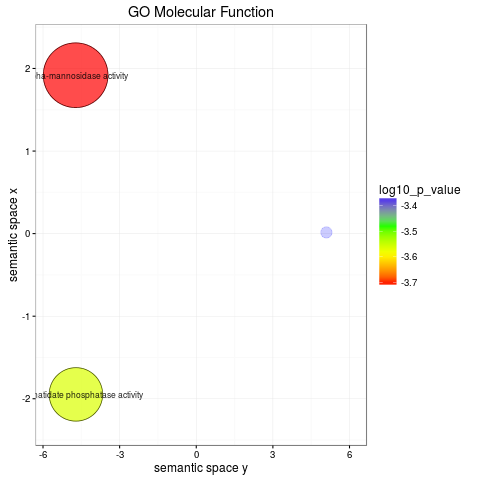 GO Molecular Function
ha-mannosidase activity
natidate phosphatase activity
2
1
0
-1
-2
-6
-3
0
3
6
semantic space x
semantic space y
log10_p_value
-3.4
-3.5
-3.6
-3.7